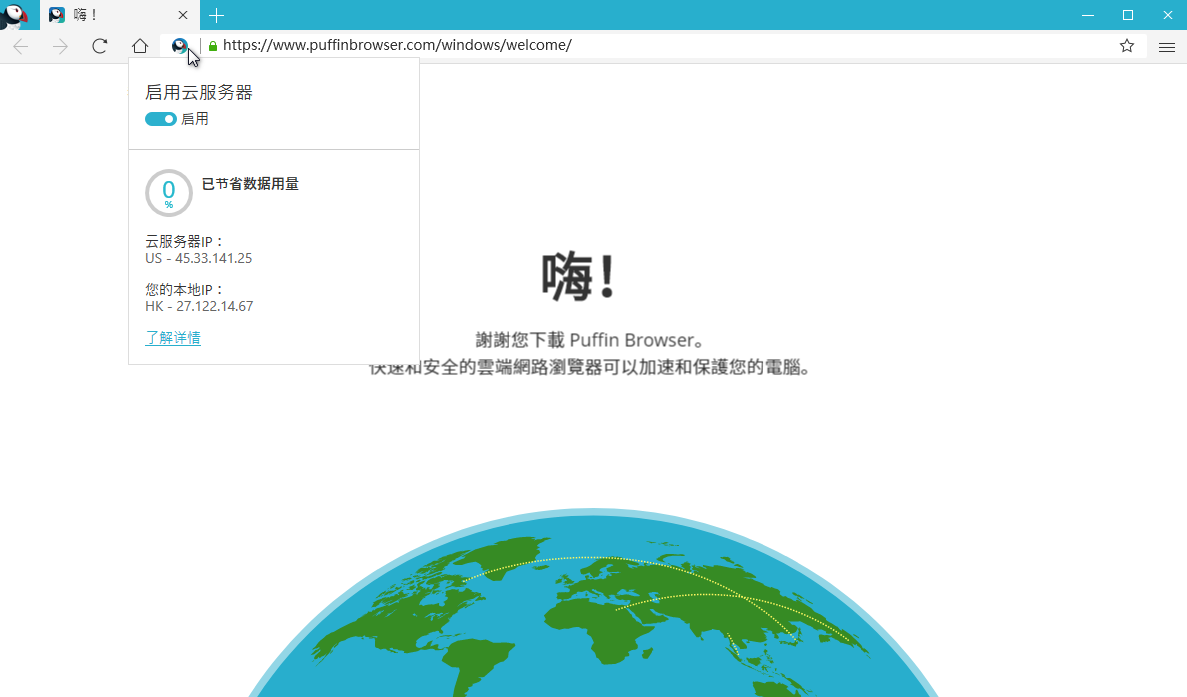 嗨！
https://www.puffinbrowser.com/windows/welcome/
启用云服务器
启用
0
%
已节省数据用量
云服务器IP：
US - 45.33.141.25
您的本地IP：
HK - 27.122.14.67
了解详情
嗨！
謝謝您下載 Puffin Browser。
快速和安全的雲端網路瀏覽器可以加速和保護您的電腦。